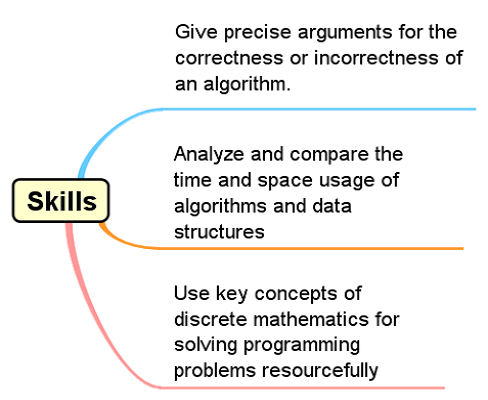 Give precise arguments for the
correctness or incorrectness of
an algorithm.
Analyze and compare the
time and space usage of
algorithms and data
structures
Skills
Use key concepts of
discrete mathematics for
solving programming
problems resourcefully